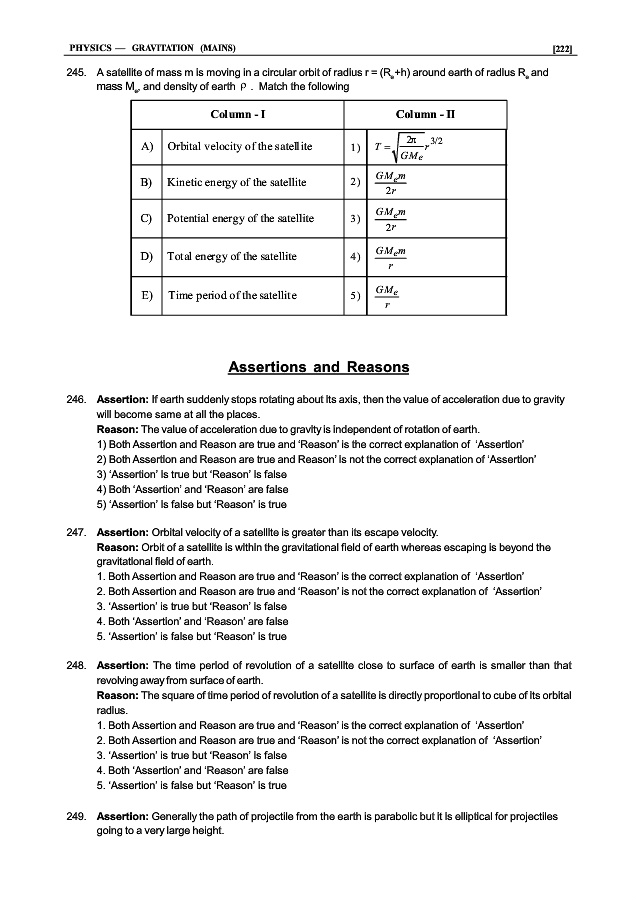 PHYSICS — GRAVITATION (MAINS) [222]
245. A satellite of mass m is moving in a circular orbit of radius r = (Re+h) around earth of radius Re and
mass Me, and density of earth ρ . Match the following
Column - I Column - II
A) Orbital velocity of the satellite 1) T = √(2π/GMe) r^3/2
B) Kinetic energy of the satellite 2) GMem/2r
C) Potential energy of the satellite 3) GMem/2r
D) Total energy of the satellite 4) GMem/r
E) Time period of the satellite 5) GMe/r
Assertions and Reasons
246. Assertion: If earth suddenly stops rotating about its axis, then the value of acceleration due to gravity
will become same at all the places.
Reason: The value of acceleration due to gravity is independent of rotation of earth.
1) Both Assertion and Reason are true and ‘Reason’ is the correct explanation of ‘Assertion’
2) Both Assertion and Reason are true and Reason’ is not the correct explanation of ‘Assertion’
3) ‘Assertion’ is true but ‘Reason’ is false
4) Both ‘Assertion’ and ‘Reason’ are false
5) ‘Assertion’ is false but ‘Reason’ is true
247. Assertion: Orbital velocity of a satellite is greater than its escape velocity.
Reason: Orbit of a satellite is within the gravitational field of earth whereas escaping is beyond the
gravitational field of earth.
1. Both Assertion and Reason are true and ‘Reason’ is the correct explanation of ‘Assertion’
2. Both Assertion and Reason are true and ‘Reason’ is not the correct explanation of ‘Assertion’
3. ‘Assertion’ is true but ‘Reason’ is false
4. Both ‘Assertion’ and ‘Reason’ are false
5. ‘Assertion’ is false but ‘Reason’ is true
248. Assertion: The time period of revolution of a satellite close to surface of earth is smaller than that
revolving away from surface of earth.
Reason: The square of time period of revolution of a satellite is directly proportional to cube of its orbital
radius.
1. Both Assertion and Reason are true and ‘Reason’ is the correct explanation of ‘Assertion’
2. Both Assertion and Reason are true and ‘Reason’ is not the correct explanation of ‘Assertion’
3. ‘Assertion’ is true but ‘Reason’ is false
4. Both ‘Assertion’ and ‘Reason’ are false
5. ‘Assertion’ is false but ‘Reason’ is true
249. Assertion: Generally the path of projectile from the earth is parabolic but it is elliptical for projectiles
going to a very large height.